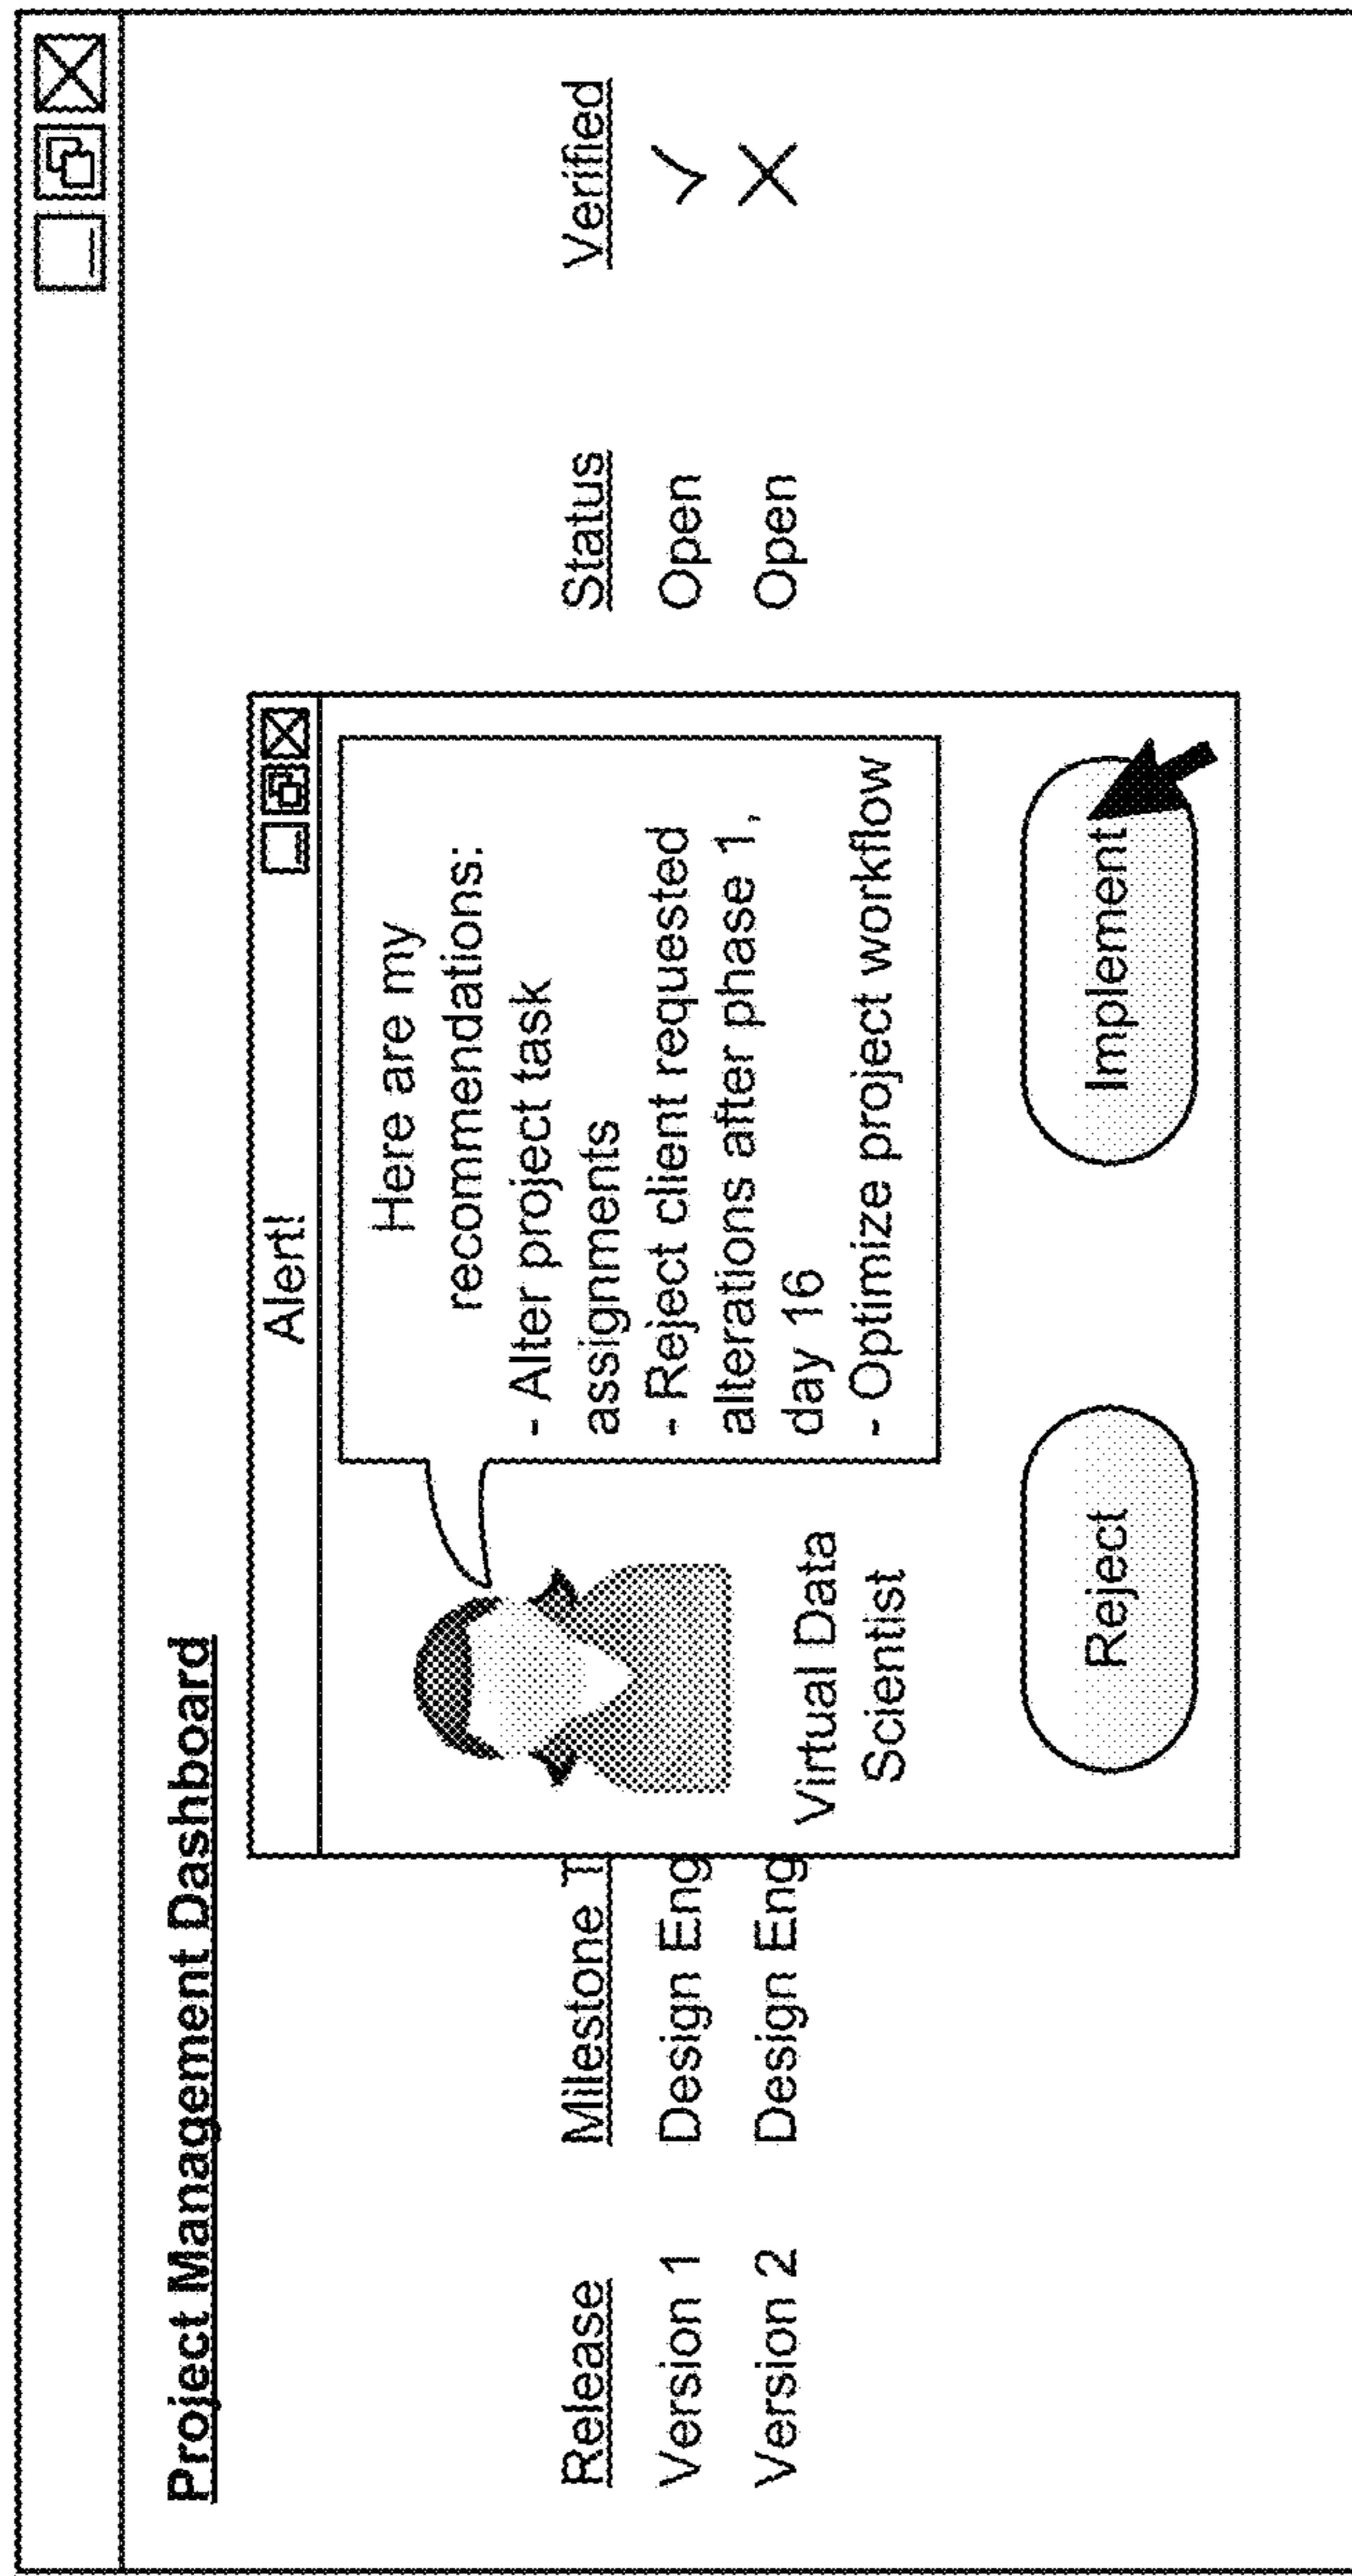 Project Management Dashboard
Alert!
Here are my
recommendations:
- Alter project task
assignments
- Reject client requested
alterations after phase 1,
day 16
- Optimize project workflow
Virtual Data
Scientist
Reject Implement
Release Milestone T Status Verified
Version 1 Design Eng Open
Version 2 Design Eng Open